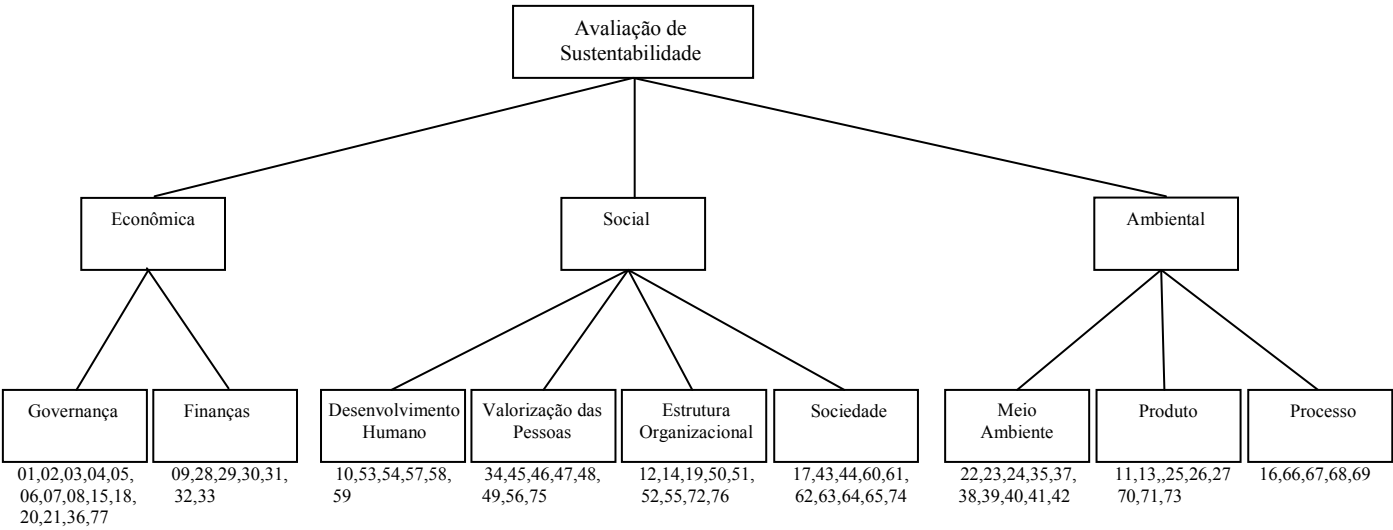 Avaliação de
Sustentabilidade
Econômica
Social
Ambiental
Governança
Finanças
Desenvolvimento
Humano
Valorização das
Pessoas
Estrutura
Organizacional
Sociedade
Meio
Ambiente
Produto
Processo
01,02,03,04,05,
06,07,08,15,18,
20,21,36,77
09,28,29,30,31,
32,33
10,53,54,57,58,
59
34,45,46,47,48,
49,56,75
12,14,19,50,51,
52,55,72,76
17,43,44,60,61,
62,63,64,65,74
22,23,24,35,37,
38,39,40,41,42
11,13,,25,26,27
70,71,73
16,66,67,68,69